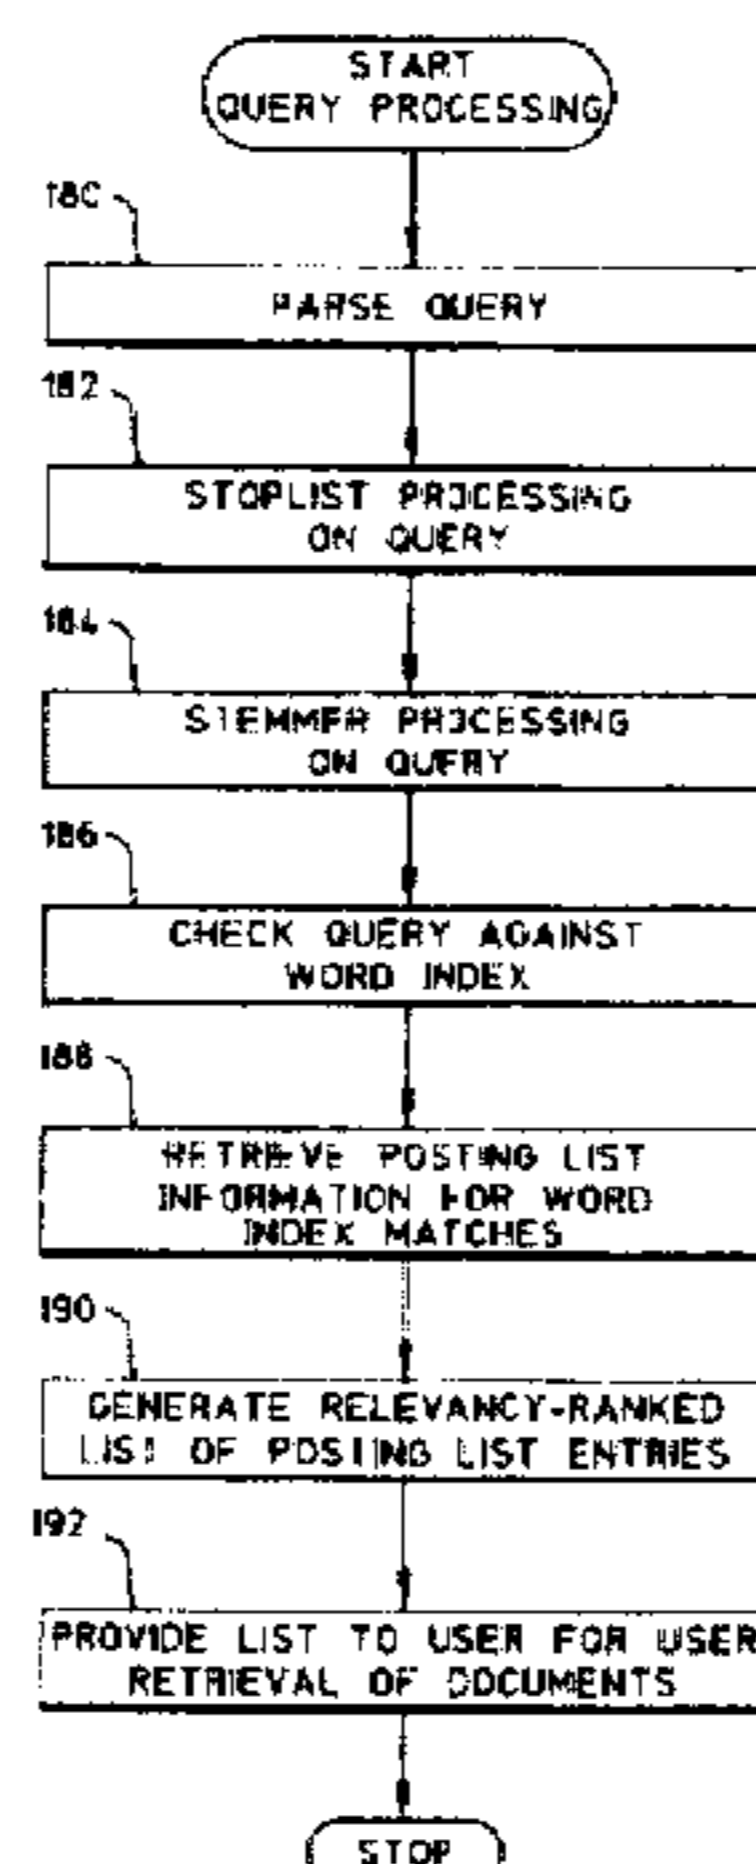 START
QUERY PROCESSING
180
PARSE QUERY
182
STOPLIST PROCESSING
ON QUERY
184
STEMMER PROCESSING
ON QUERY
186
CHECK QUERY AGAINST
WORD INDEX
188
RETRIEVE POSTING LIST
INFORMATION FOR WORD
INDEX MATCHES
190
GENERATE RELEVANCY-RANKED
LIST OF POSTING LIST ENTRIES
192
PROVIDE LIST TO USER FOR USER
RETRIEVAL OF DOCUMENTS
STOP